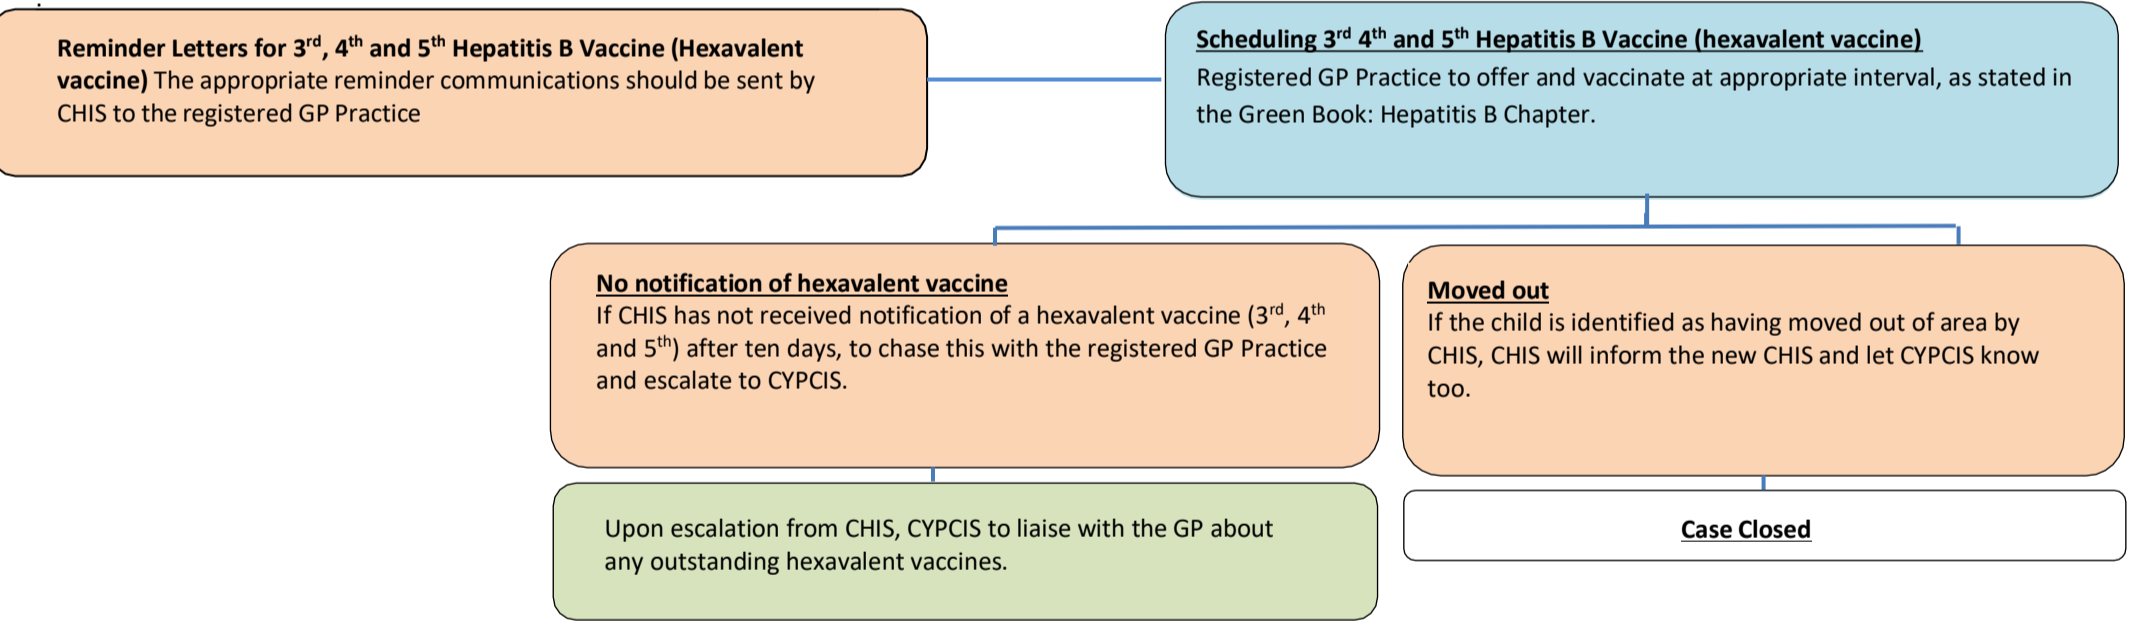 Reminder Letters for 3rd, 4th and 5th Hepatitis B Vaccine (Hexavalent
vaccine) The appropriate reminder communications should be sent by
CHIS to the registered GP Practice
Scheduling 3rd 4th and 5th Hepatitis B Vaccine (hexavalent vaccine)
Registered GP Practice to offer and vaccinate at appropriate interval, as stated in
the Green Book: Hepatitis B Chapter.
No notification of hexavalent vaccine
If CHIS has not received notification of a hexavalent vaccine (3rd, 4th
and 5th) after ten days, to chase this with the registered GP Practice
and escalate to CYPCIS.
Moved out
If the child is identified as having moved out of area by
CHIS, CHIS will inform the new CHIS and let CYPCIS know
too.
Upon escalation from CHIS, CYPCIS to liaise with the GP about
any outstanding hexavalent vaccines.
Case Closed